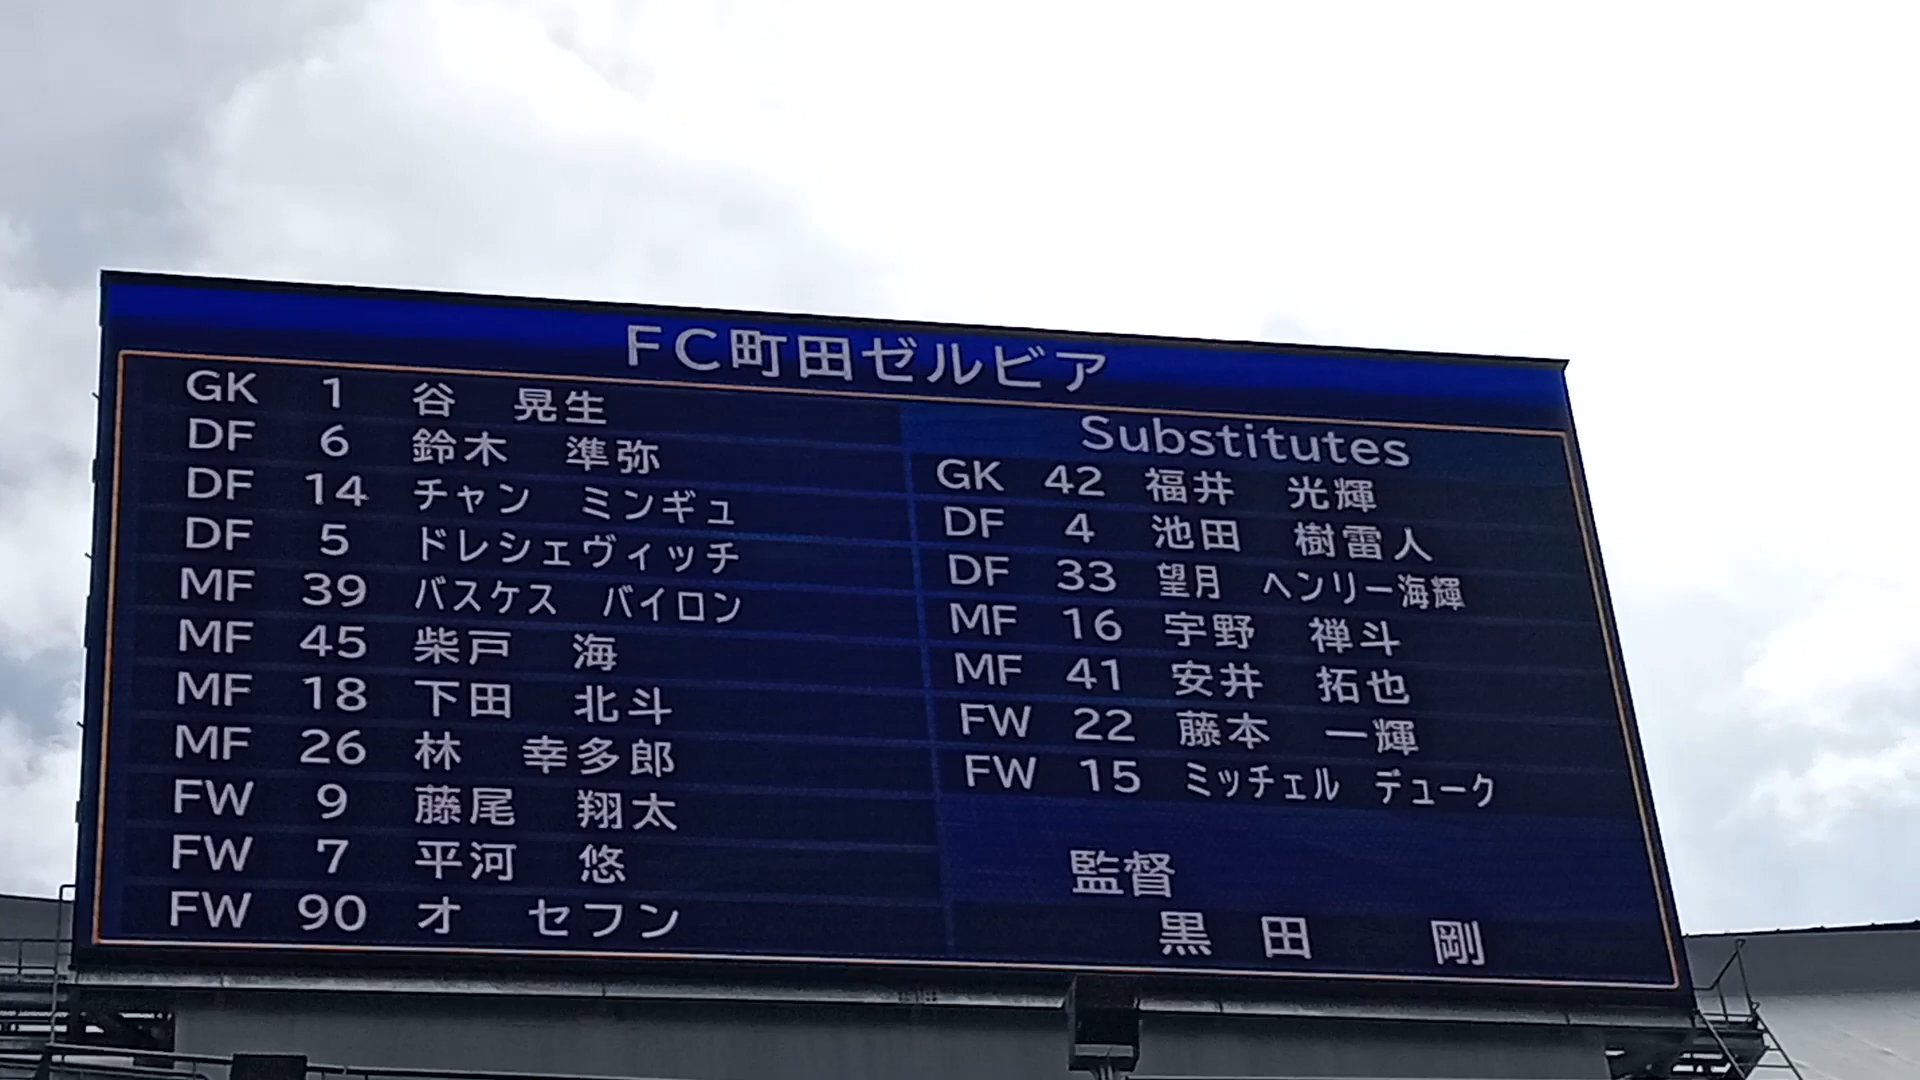 FC町田ゼルビア
GK 1 谷 晃生
DF 6 鈴木 準弥
DF 14 チャン ミンギュ
DF 5 ドレシェヴィッチ
MF 39 バスケス バイロン
MF 45 柴戸 海
MF 18 下田 北斗
MF 26 林 幸多郎
FW 9 藤尾 翔太
FW 7 平河 悠
FW 90 オ セフン
Substitutes
GK 42 福井 光輝
DF 4 池田 樹雷人
DF 33 望月 ヘンリー海輝
MF 16 宇野 禅斗
MF 41 安井 拓也
FW 22 藤本 一輝
FW 15 ミッチェル デューク
監督
黒田 剛